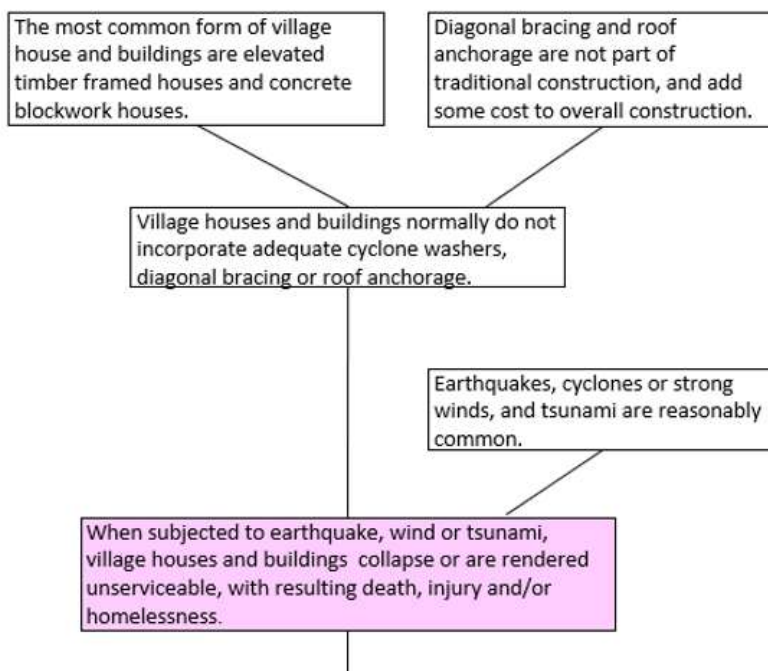 The most common form of village
house and buildings are elevated
timber framed houses and concrete
blockwork houses.
Diagonal bracing and roof
anchorage are not part of
traditional construction, and add
some cost to overall construction.
Village houses and buildings normally do not
incorporate adequate cyclone washers,
diagonal bracing or roof anchorage.
Earthquakes, cyclones or strong
winds, and tsunami are reasonably
common.
When subjected to earthquake, wind or tsunami,
village houses and buildings  collapse or are rendered
unserviceable, with resulting death, injury and/or
homelessness.